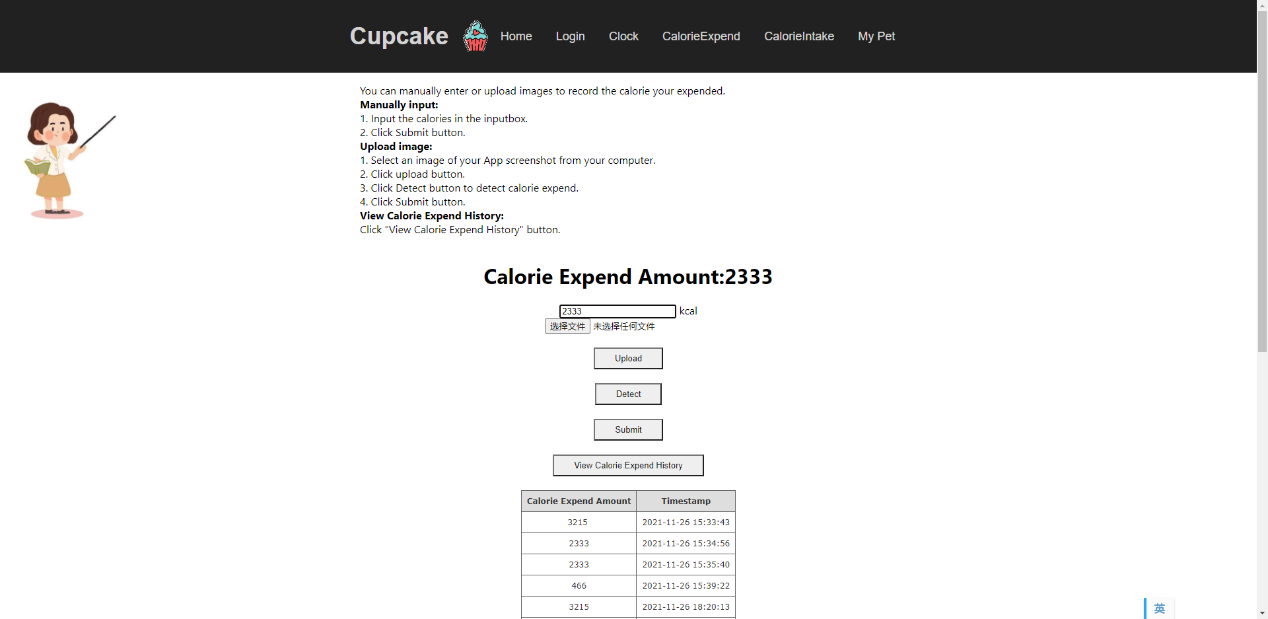 Cupcake Home Login Clock CalorieExpend CalorieIntake My Pet
You can manually enter or upload images to record the calorie your expended.
Manually input:
1. Input the calories in the inputbox.
2. Click Submit button.
Upload image:
1. Select an image of your App screenshot from your computer.
2. Click upload button.
3. Click Detect button to detect calorie expend.
4. Click Submit button.
View Calorie Expend History:
Click "View Calorie Expend History" button.
Calorie Expend Amount:2333
2333 kcal
选择文件 未选择任何文件
Upload
Detect
Submit
View Calorie Expend History
Calorie Expend Amount Timestamp
3215 2021-11-26 15:33:43
2333 2021-11-26 15:34:56
2333 2021-11-26 15:35:40
466 2021-11-26 15:39:22
3215 2021-11-26 18:20:13
英